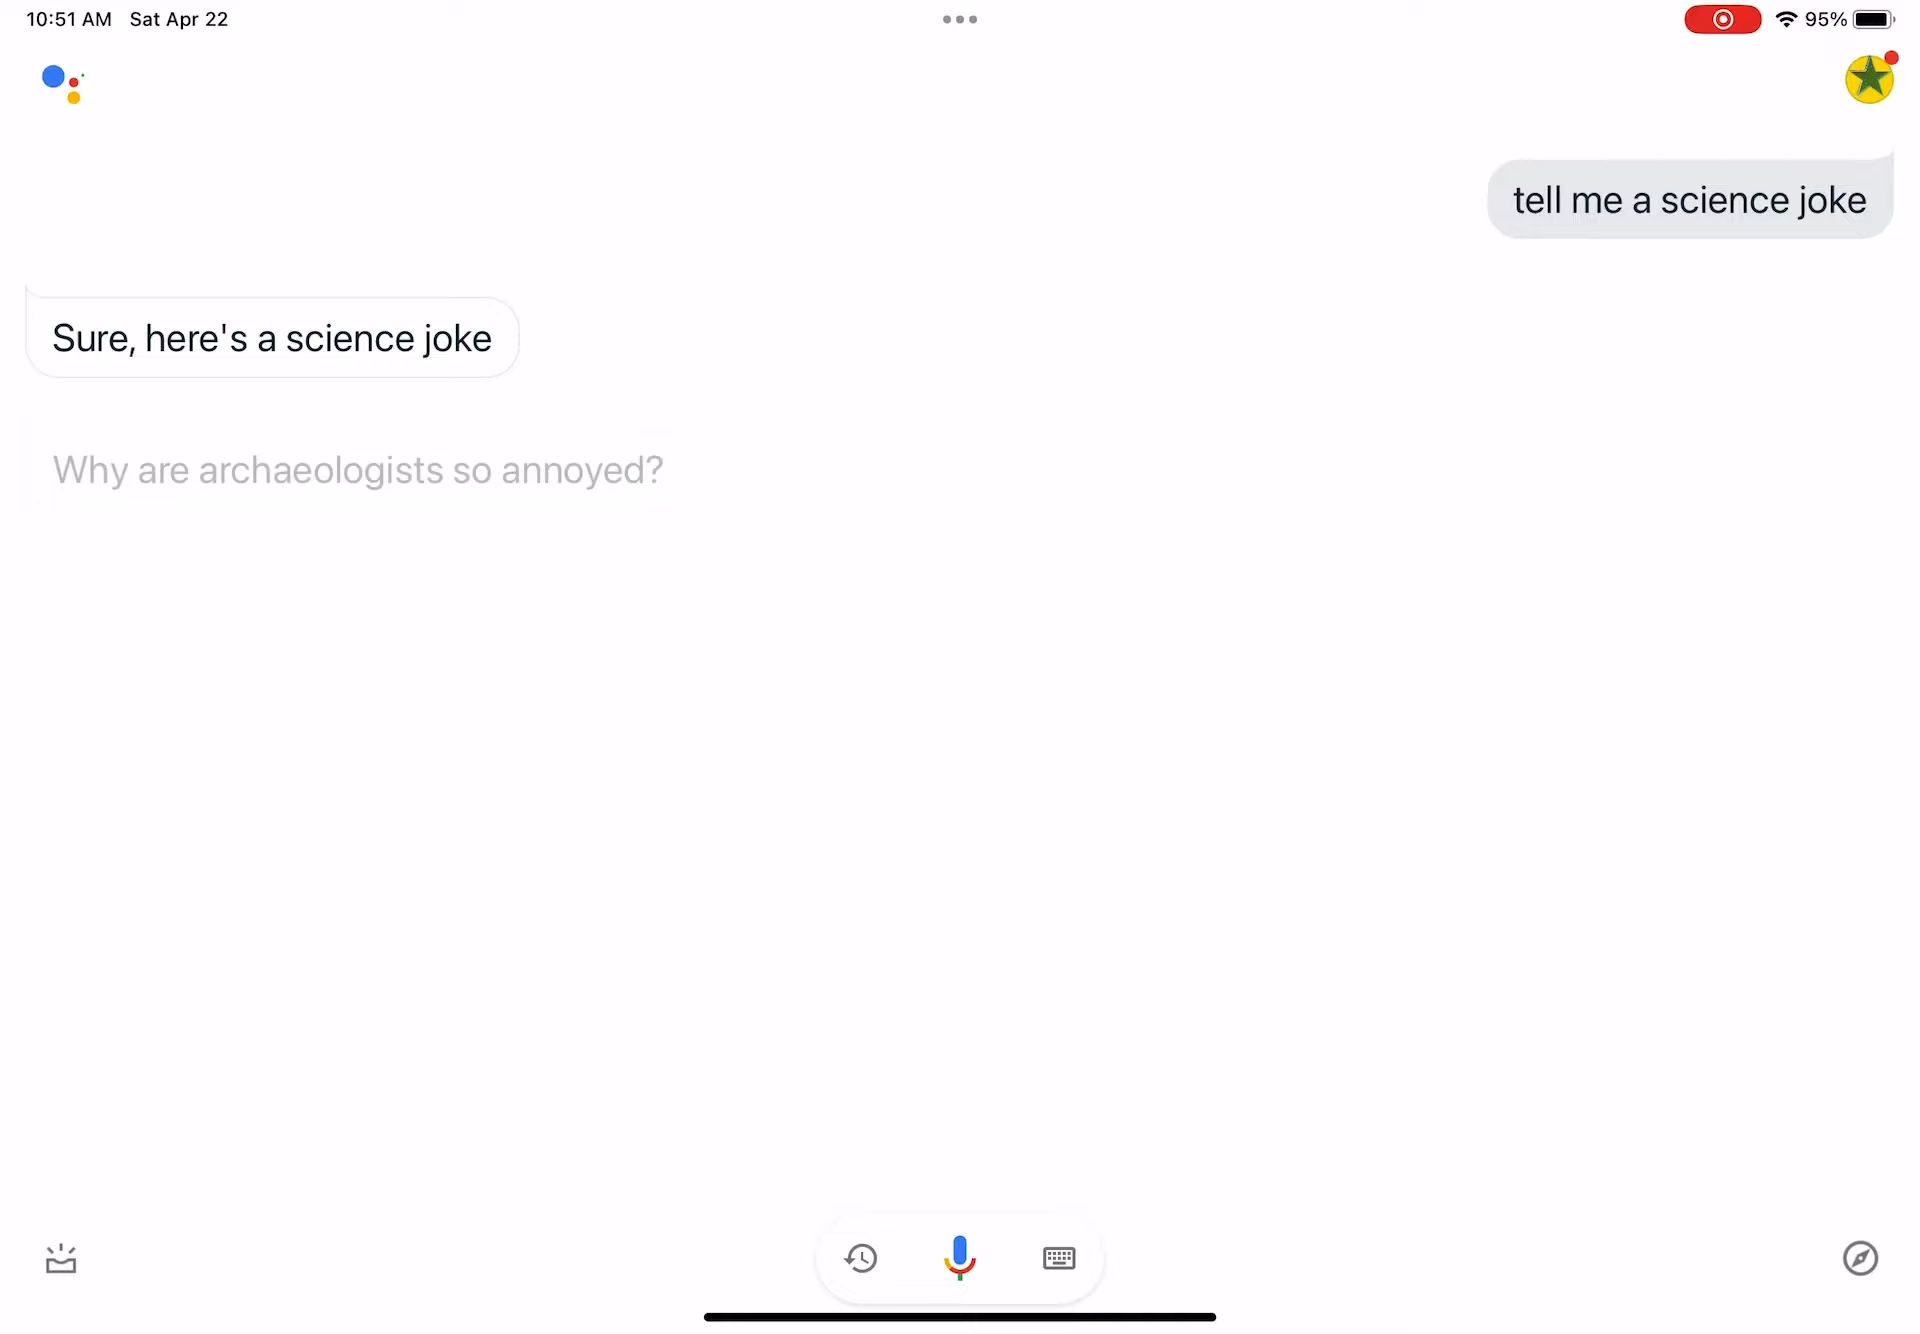 10:51 AM Sat Apr 22
95%
tell me a science joke
Sure, here's a science joke
Why are archaeologists so annoyed?